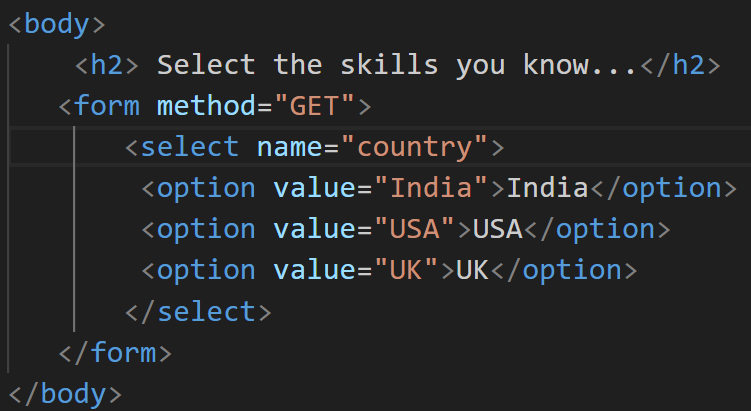 <body>
<h2> Select the skills you know...</h2>
<form method="GET">
<select name="country">
<option value="India">India</option>
<option value="USA">USA</option>
<option value="UK">UK</option>
</select>
</form>
</body>